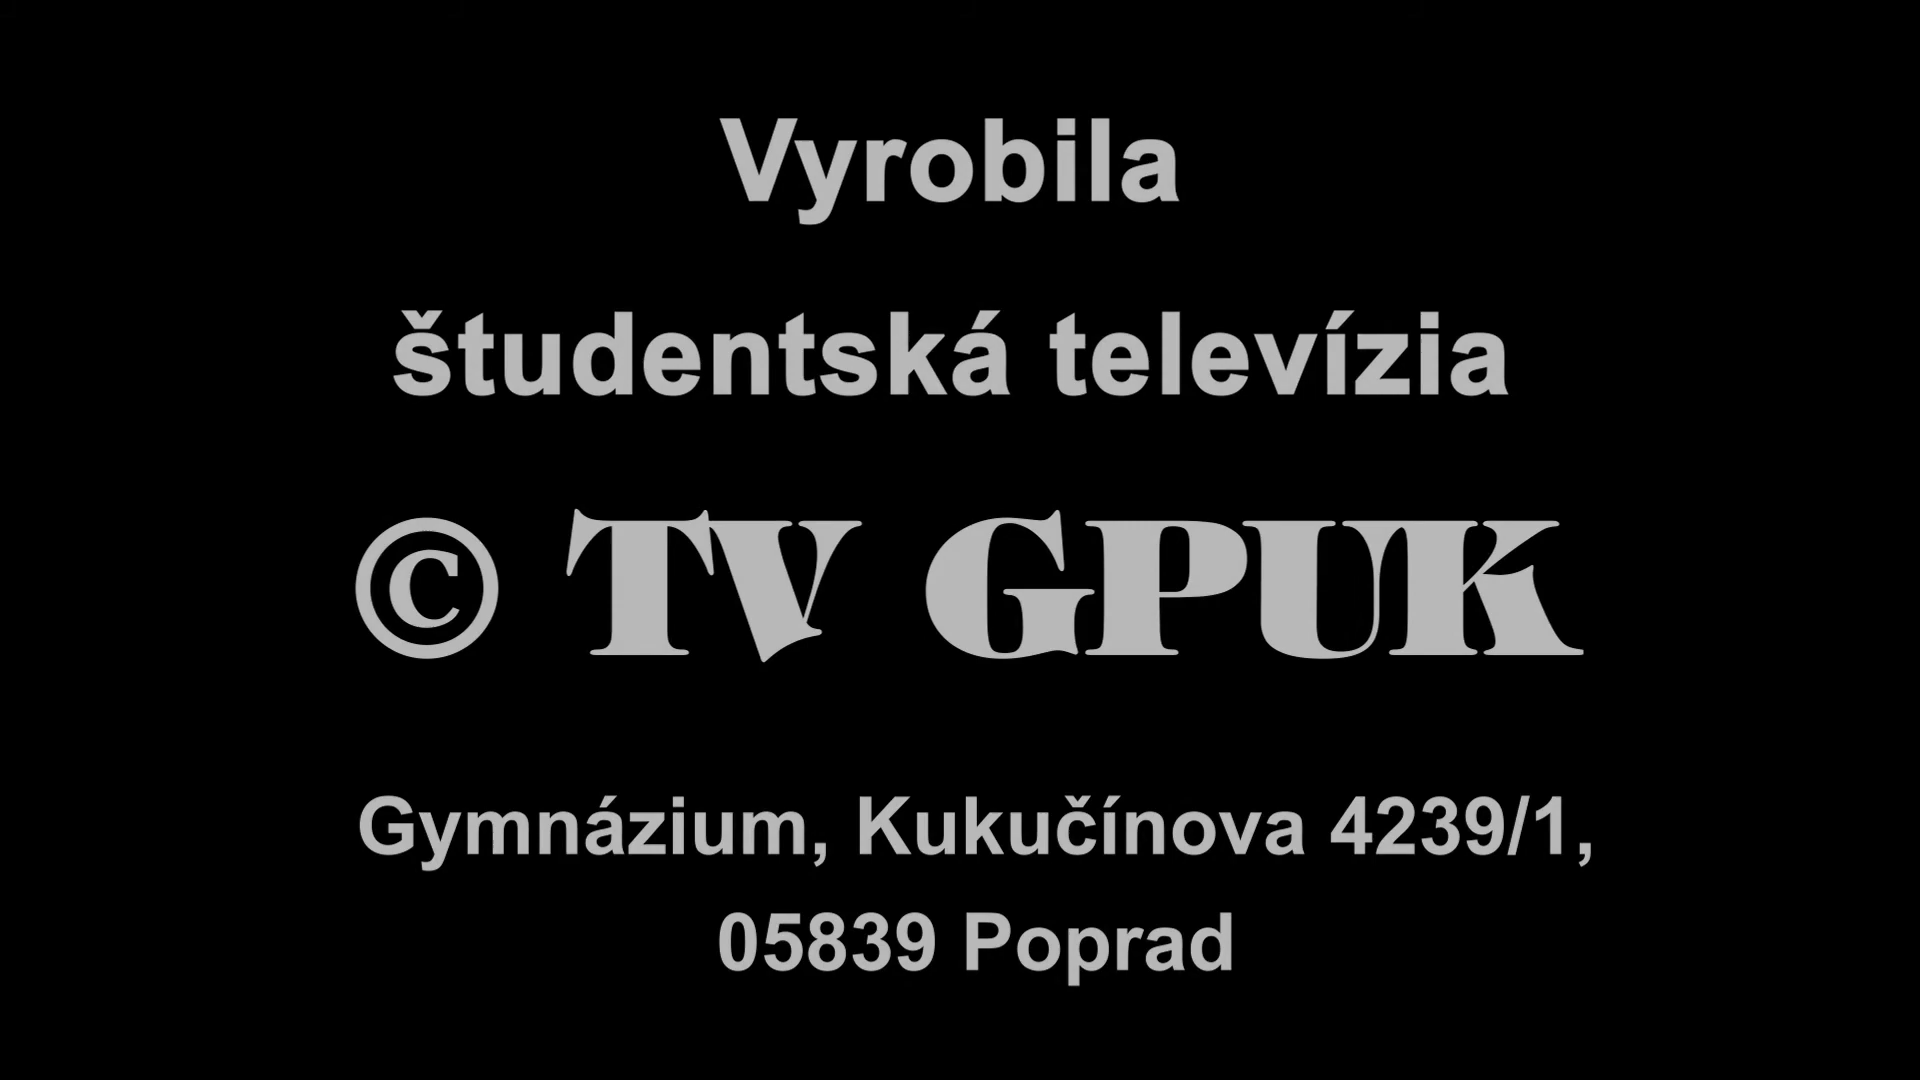 Vyrobila
študentská televízia
© TV GPUK
Gymnázium, Kukučínova 4239/1,
05839 Poprad